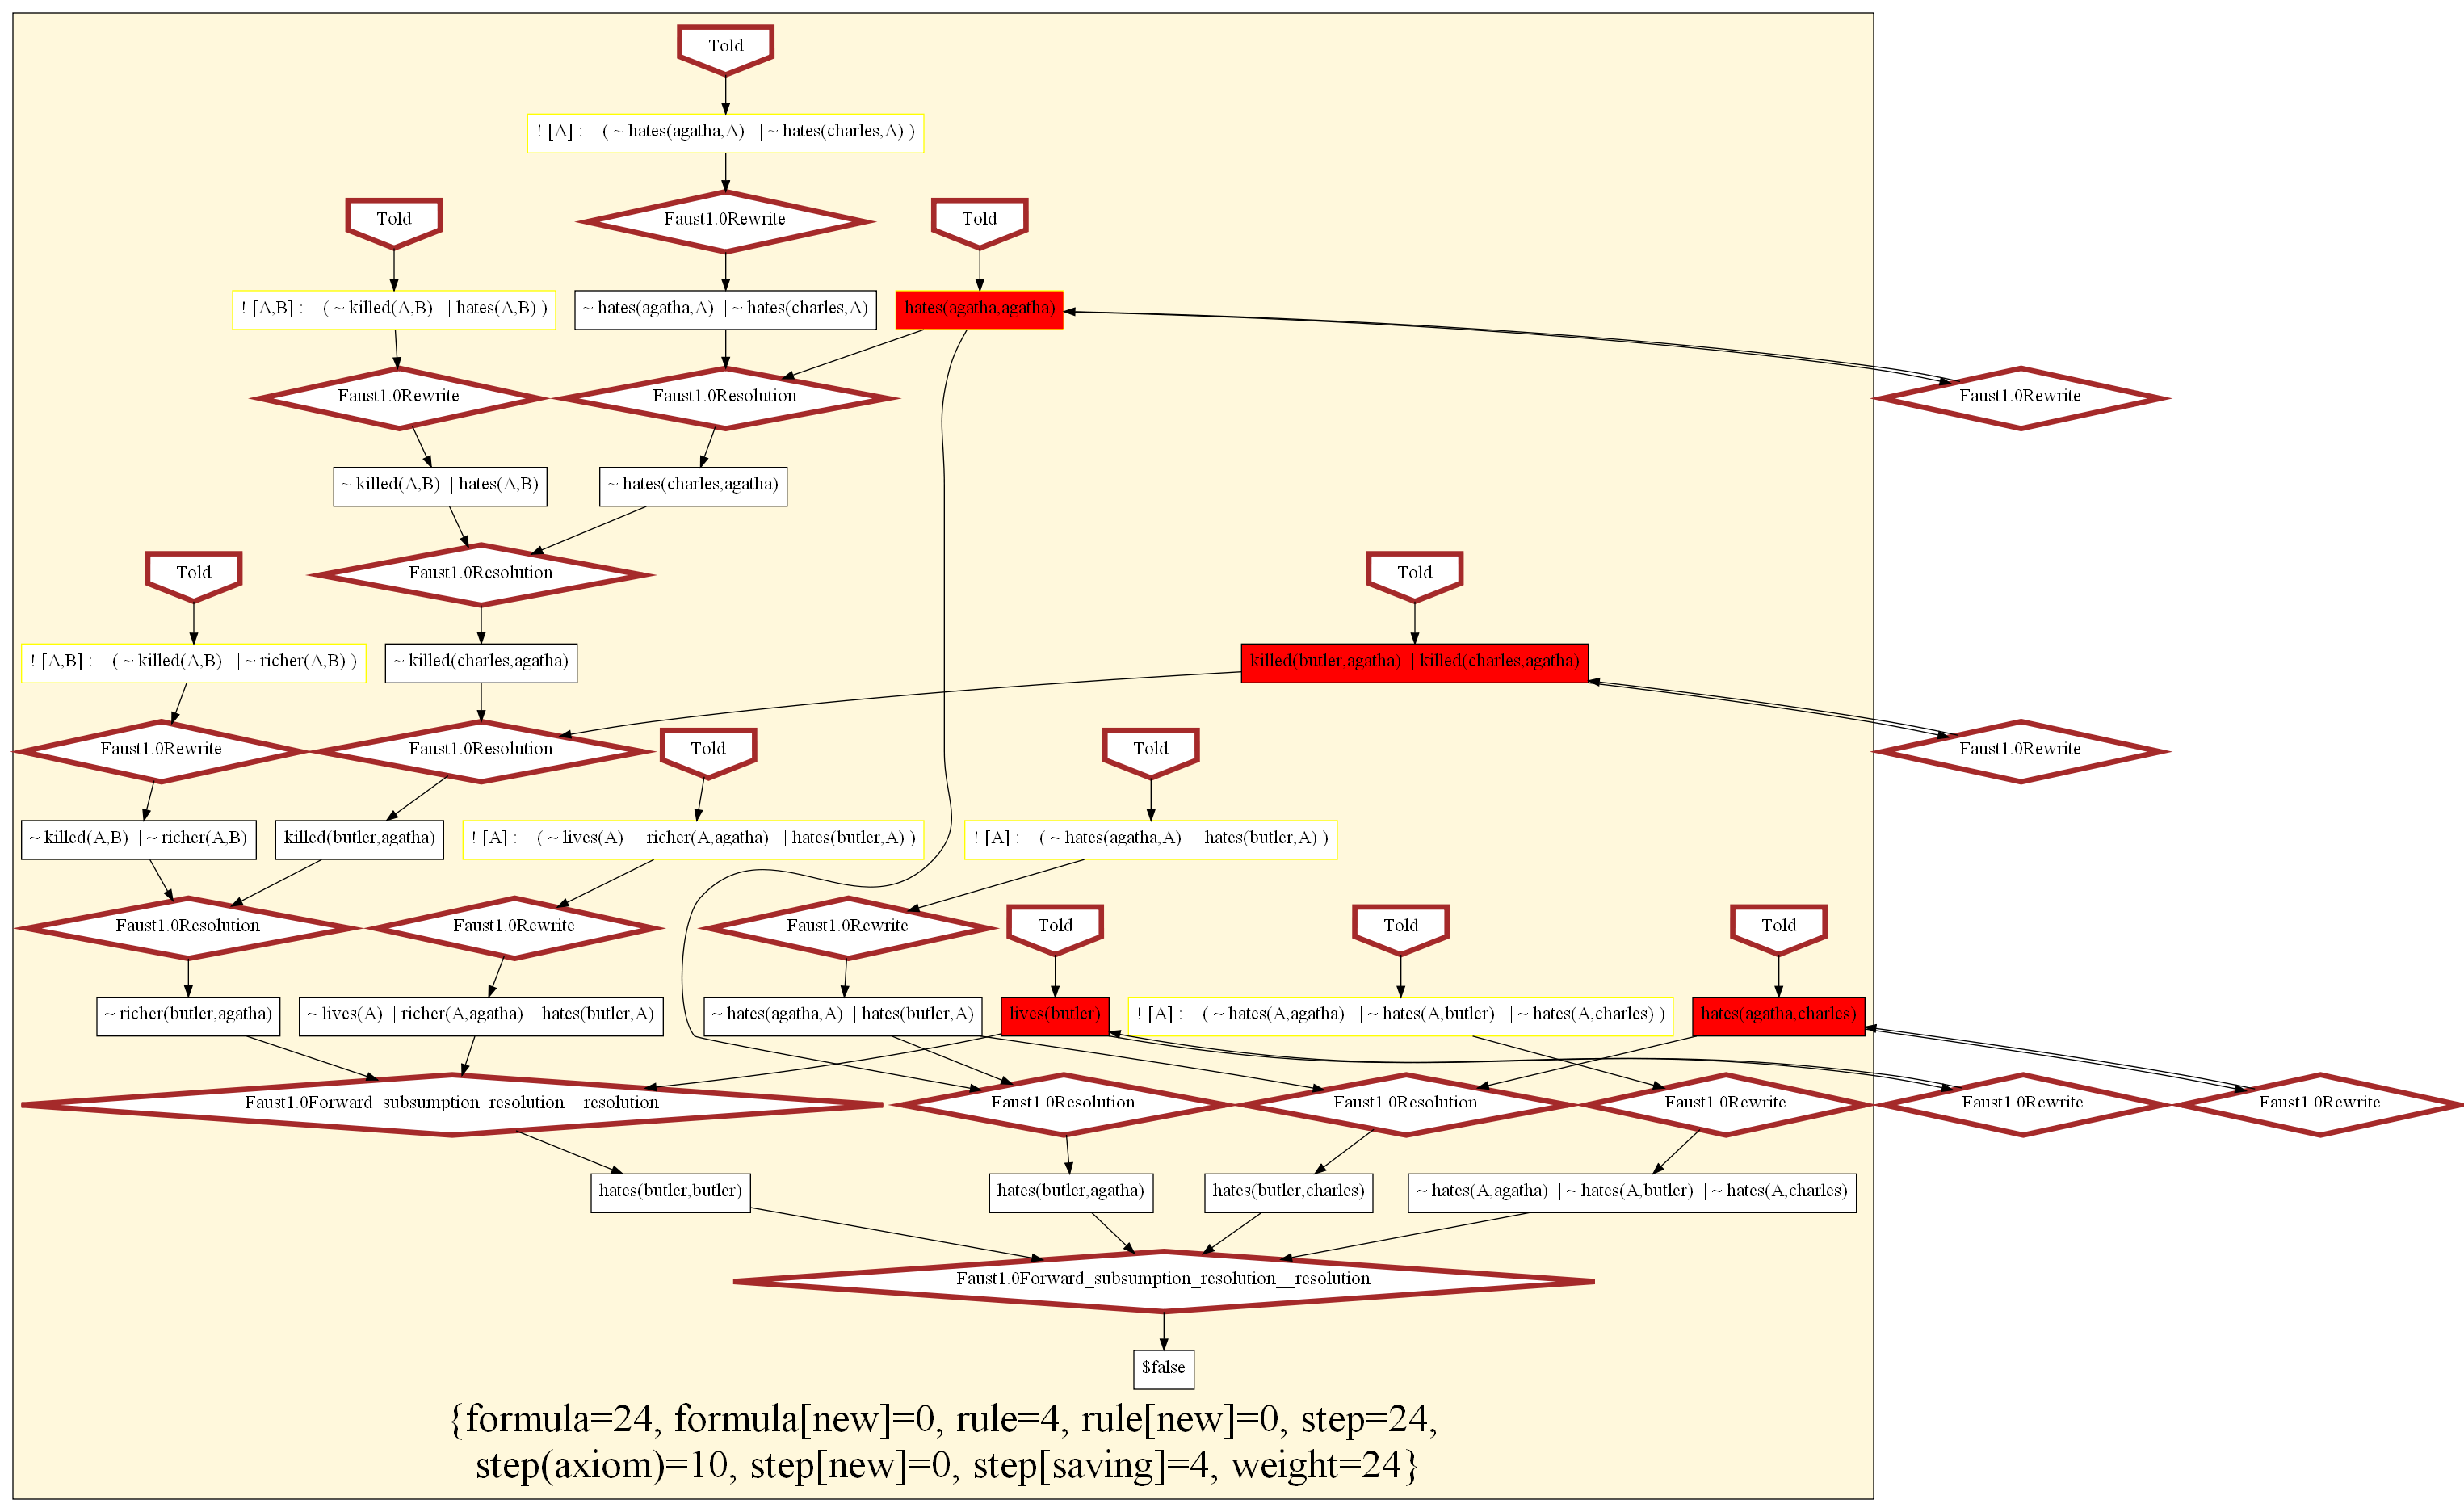 Told
! [A] : ( ~ hates(agatha,A) | ~ hates(charles,A) )
Told
Faust1.0Rewrite
Told
! [A,B] : ( ~ killed(A,B) | hates(A,B) )
~ hates(agatha,A) | ~ hates(charles,A)
hates(agatha,agatha)
Faust1.0Rewrite
Faust1.0Resolution
Faust1.0Rewrite
~ killed(A,B) | hates(A,B)
~ hates(charles,agatha)
Told
Faust1.0Resolution
Told
! [A,B] : ( ~ killed(A,B) | ~ richer(A,B) )
~ killed(charles,agatha)
killed(butler,agatha) | killed(charles,agatha)
Faust1.0Rewrite
Faust1.0Resolution
Told
Told
Faust1.0Rewrite
~ killed(A,B) | ~ richer(A,B)
killed(butler,agatha)
! [A] : ( ~ lives(A) | richer(A,agatha) | hates(butler,A) )
! [A] : ( ~ hates(agatha,A) | hates(butler,A) )
Faust1.0Resolution
Faust1.0Rewrite
Faust1.0Rewrite
Told
Told
Told
~ richer(butler,agatha)
~ lives(A) | richer(A,agatha) | hates(butler,A)
~ hates(agatha,A) | hates(butler,A)
lives(butler)
! [A] : ( ~ hates(A,agatha) | ~ hates(A,butler) | ~ hates(A,charles) )
hates(agatha,charles)
Faust1.0Forward_subsumption_resolution__resolution
Faust1.0Resolution
Faust1.0Resolution
Faust1.0Rewrite
Faust1.0Rewrite
Faust1.0Rewrite
hates(butler,butler)
hates(butler,agatha)
hates(butler,charles)
~ hates(A,agatha) | ~ hates(A,butler) | ~ hates(A,charles)
Faust1.0Forward_subsumption_resolution__resolution
$false
{formula=24, formula[new]=0, rule=4, rule[new]=0, step=24,
step(axiom)=10, step[new]=0, step[saving]=4, weight=24}